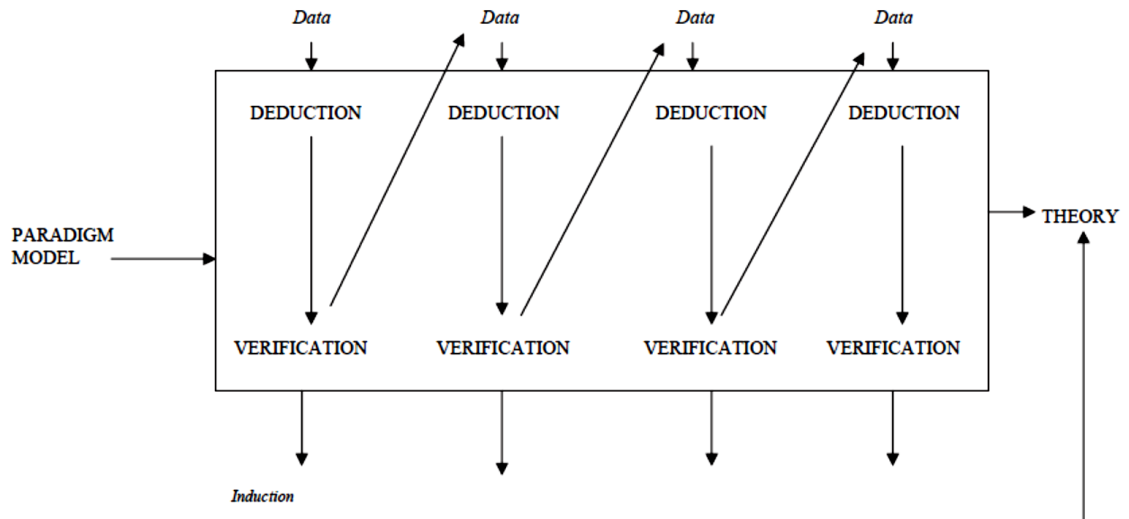 Data
Data
Data
Data
DEDUCTION
DEDUCTION
DEDUCTION
DEDUCTION
PARADIGM
MODEL
THEORY
VERIFICATION
VERIFICATION
VERIFICATION
VERIFICATION
Induction